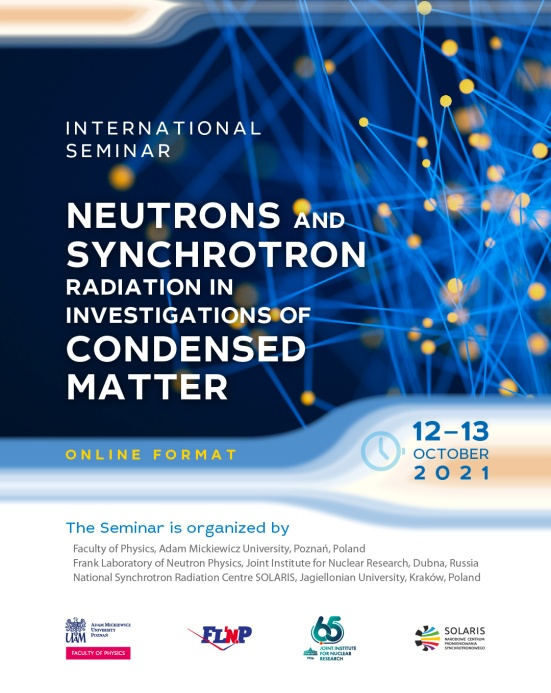 INTERNATIONAL
SEMINAR
NEUTRONS AND
SYNCHROTRON
RADIATION IN
INVESTIGATIONS OF
CONDENSED
MATTER
ONLINE FORMAT
12–13
OCTOBER
2021
The Seminar is organized by
Faculty of Physics, Adam Mickiewicz University, Poznań, Poland
Frank Laboratory of Neutron Physics, Joint Institute for Nuclear Research, Dubna, Russia
National Synchrotron Radiation Centre SOLARIS, Jagiellonian University, Kraków, Poland
UAM
ADAM MICKIEWICZ
UNIVERSITY
POZNAŃ
FACULTY OF PHYSICS
FLNP
65
JOINT INSTITUTE
FOR NUCLEAR
RESEARCH
SOLARIS
NARODOWE CENTRUM
PROMIENIOWANIA
SYNCHROTRONOWEGO